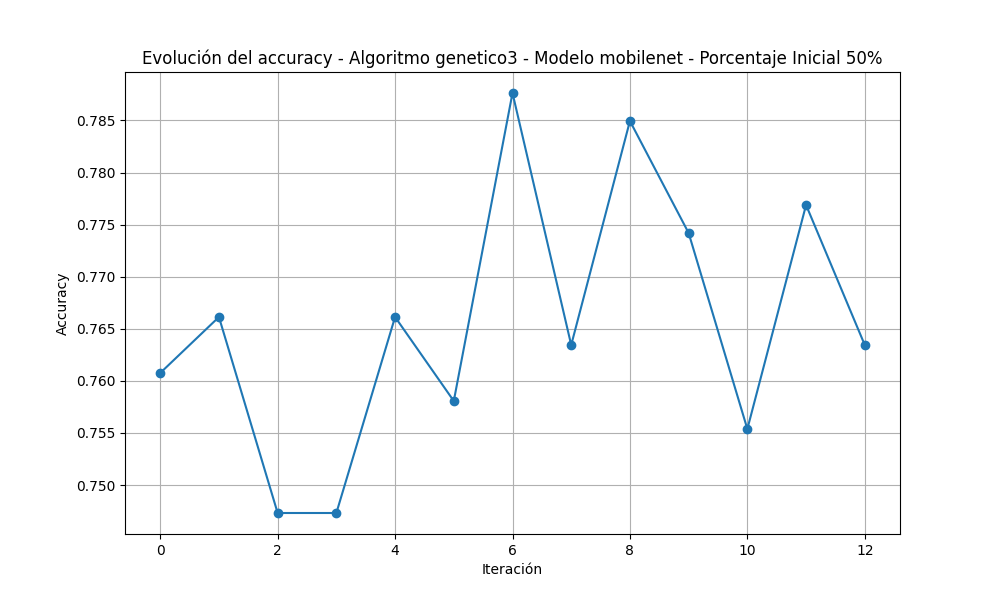 Evolución del accuracy - Algoritmo genetico3 - Modelo mobilenet - Porcentaje Inicial 50%
Accuracy
0.785
0.780
0.775
0.770
0.765
0.760
0.755
0.750
0 2 4 6 8 10 12
Iteración